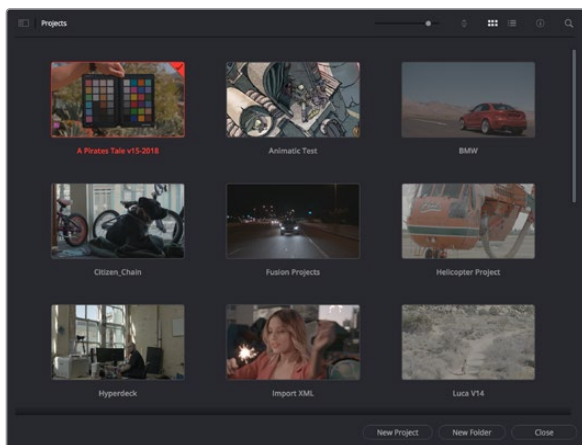 Projects
A Pirates Tale v15-2018
Animatic Test
BMW
Citizen_Chain
Fusion Projects
Helicopter Project
Hyperdeck
Import XML
Luca V14
New Project
New Folder
Close